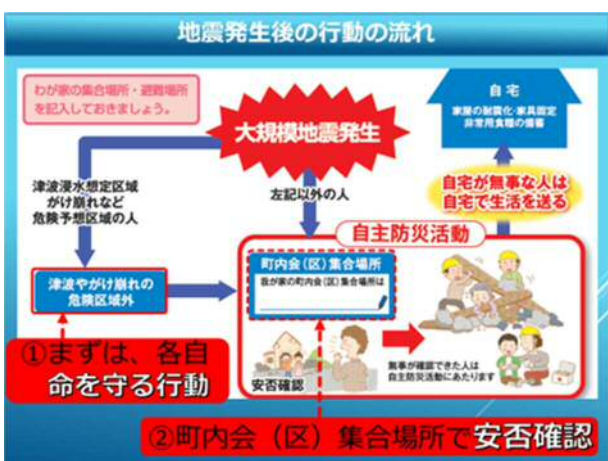 地震発生後の行動の流れ
わが家の集合場所・避難場所
を記入しておきましょう。
大規模地震発生
自宅
家屋の耐震化・家具固定
非常用食糧の備蓄
津波浸水想定区域
がけ崩れなど
危険予想区域の人
左記以外の人
自宅が無事な人は
自宅で生活を送る
自主防災活動
町内会(区)集合場所
我が家の町内会(区)集合場所は
津波やがけ崩れの
危険区域外
安否確認
無事が確認できた人は
自主防災活動にあたります
①まずは、各自
命を守る行動
②町内会(区)集合場所で安否確認